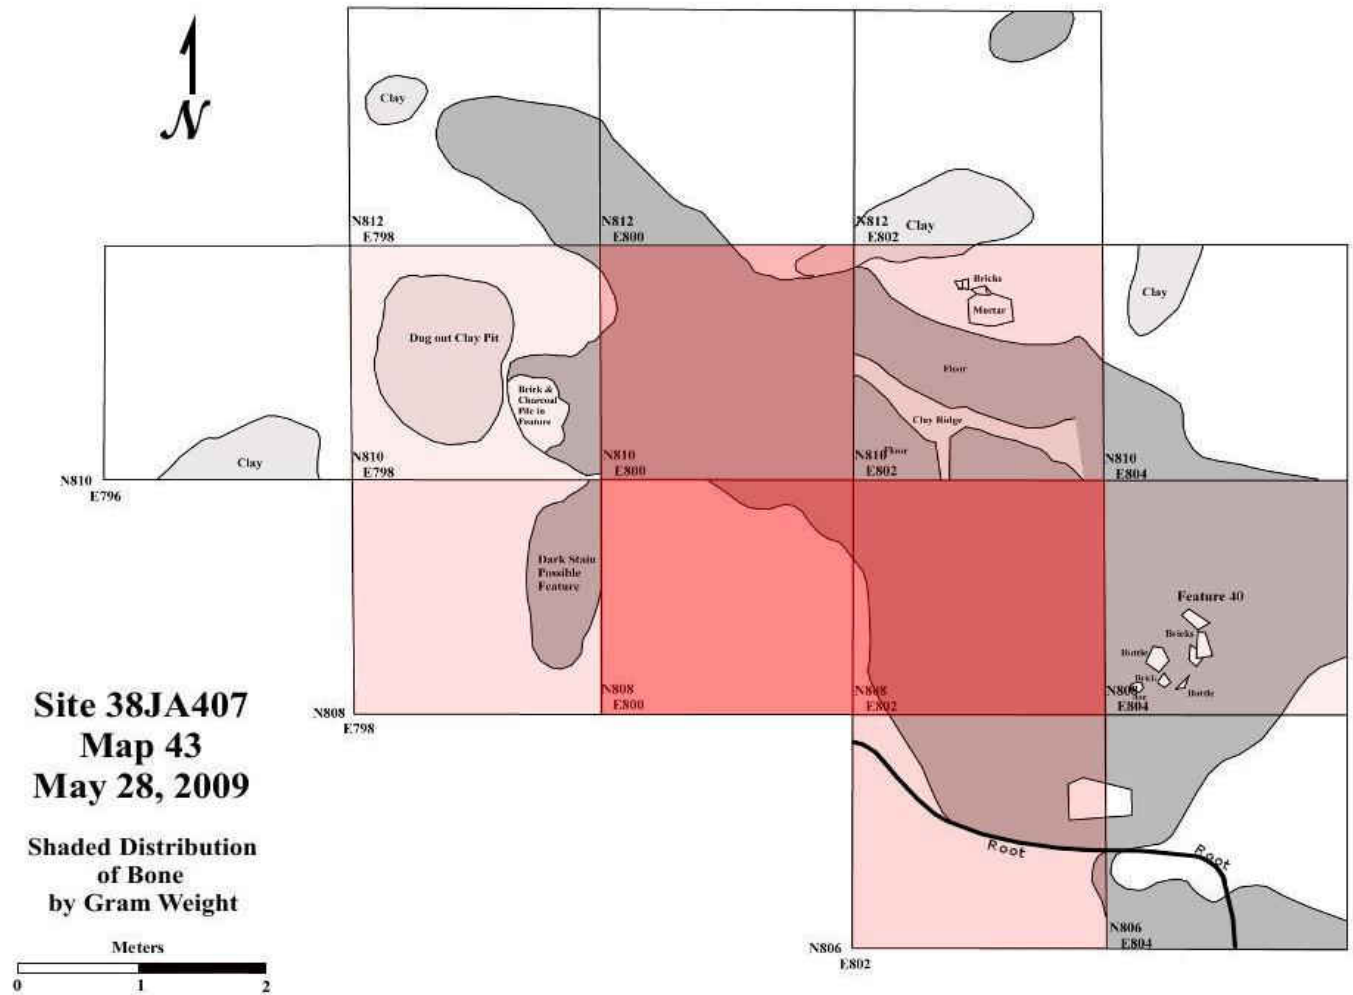 N
Clay
N812
E798
N812
E800
N812
E802
Clay
Dug out Clay Pit
Bricks
Mortar
Clay
Brick &
Charcoal
Pile in
Feature
Floor
Clay Ridge
Floor
Clay
N810
E796
N810
E798
N810
E800
N810
E802
N810
E804
Dark Stain
Possible
Feature
Feature 40
Bricks
Bottle
Brick
Bottle
N808
E798
N808
E800
N808
E802
N808
E804
Site 38JA407
Map 43
May 28, 2009
Shaded Distribution
of Bone
by Gram Weight
Meters
0 1 2
Root
Root
N806
E802
N806
E804